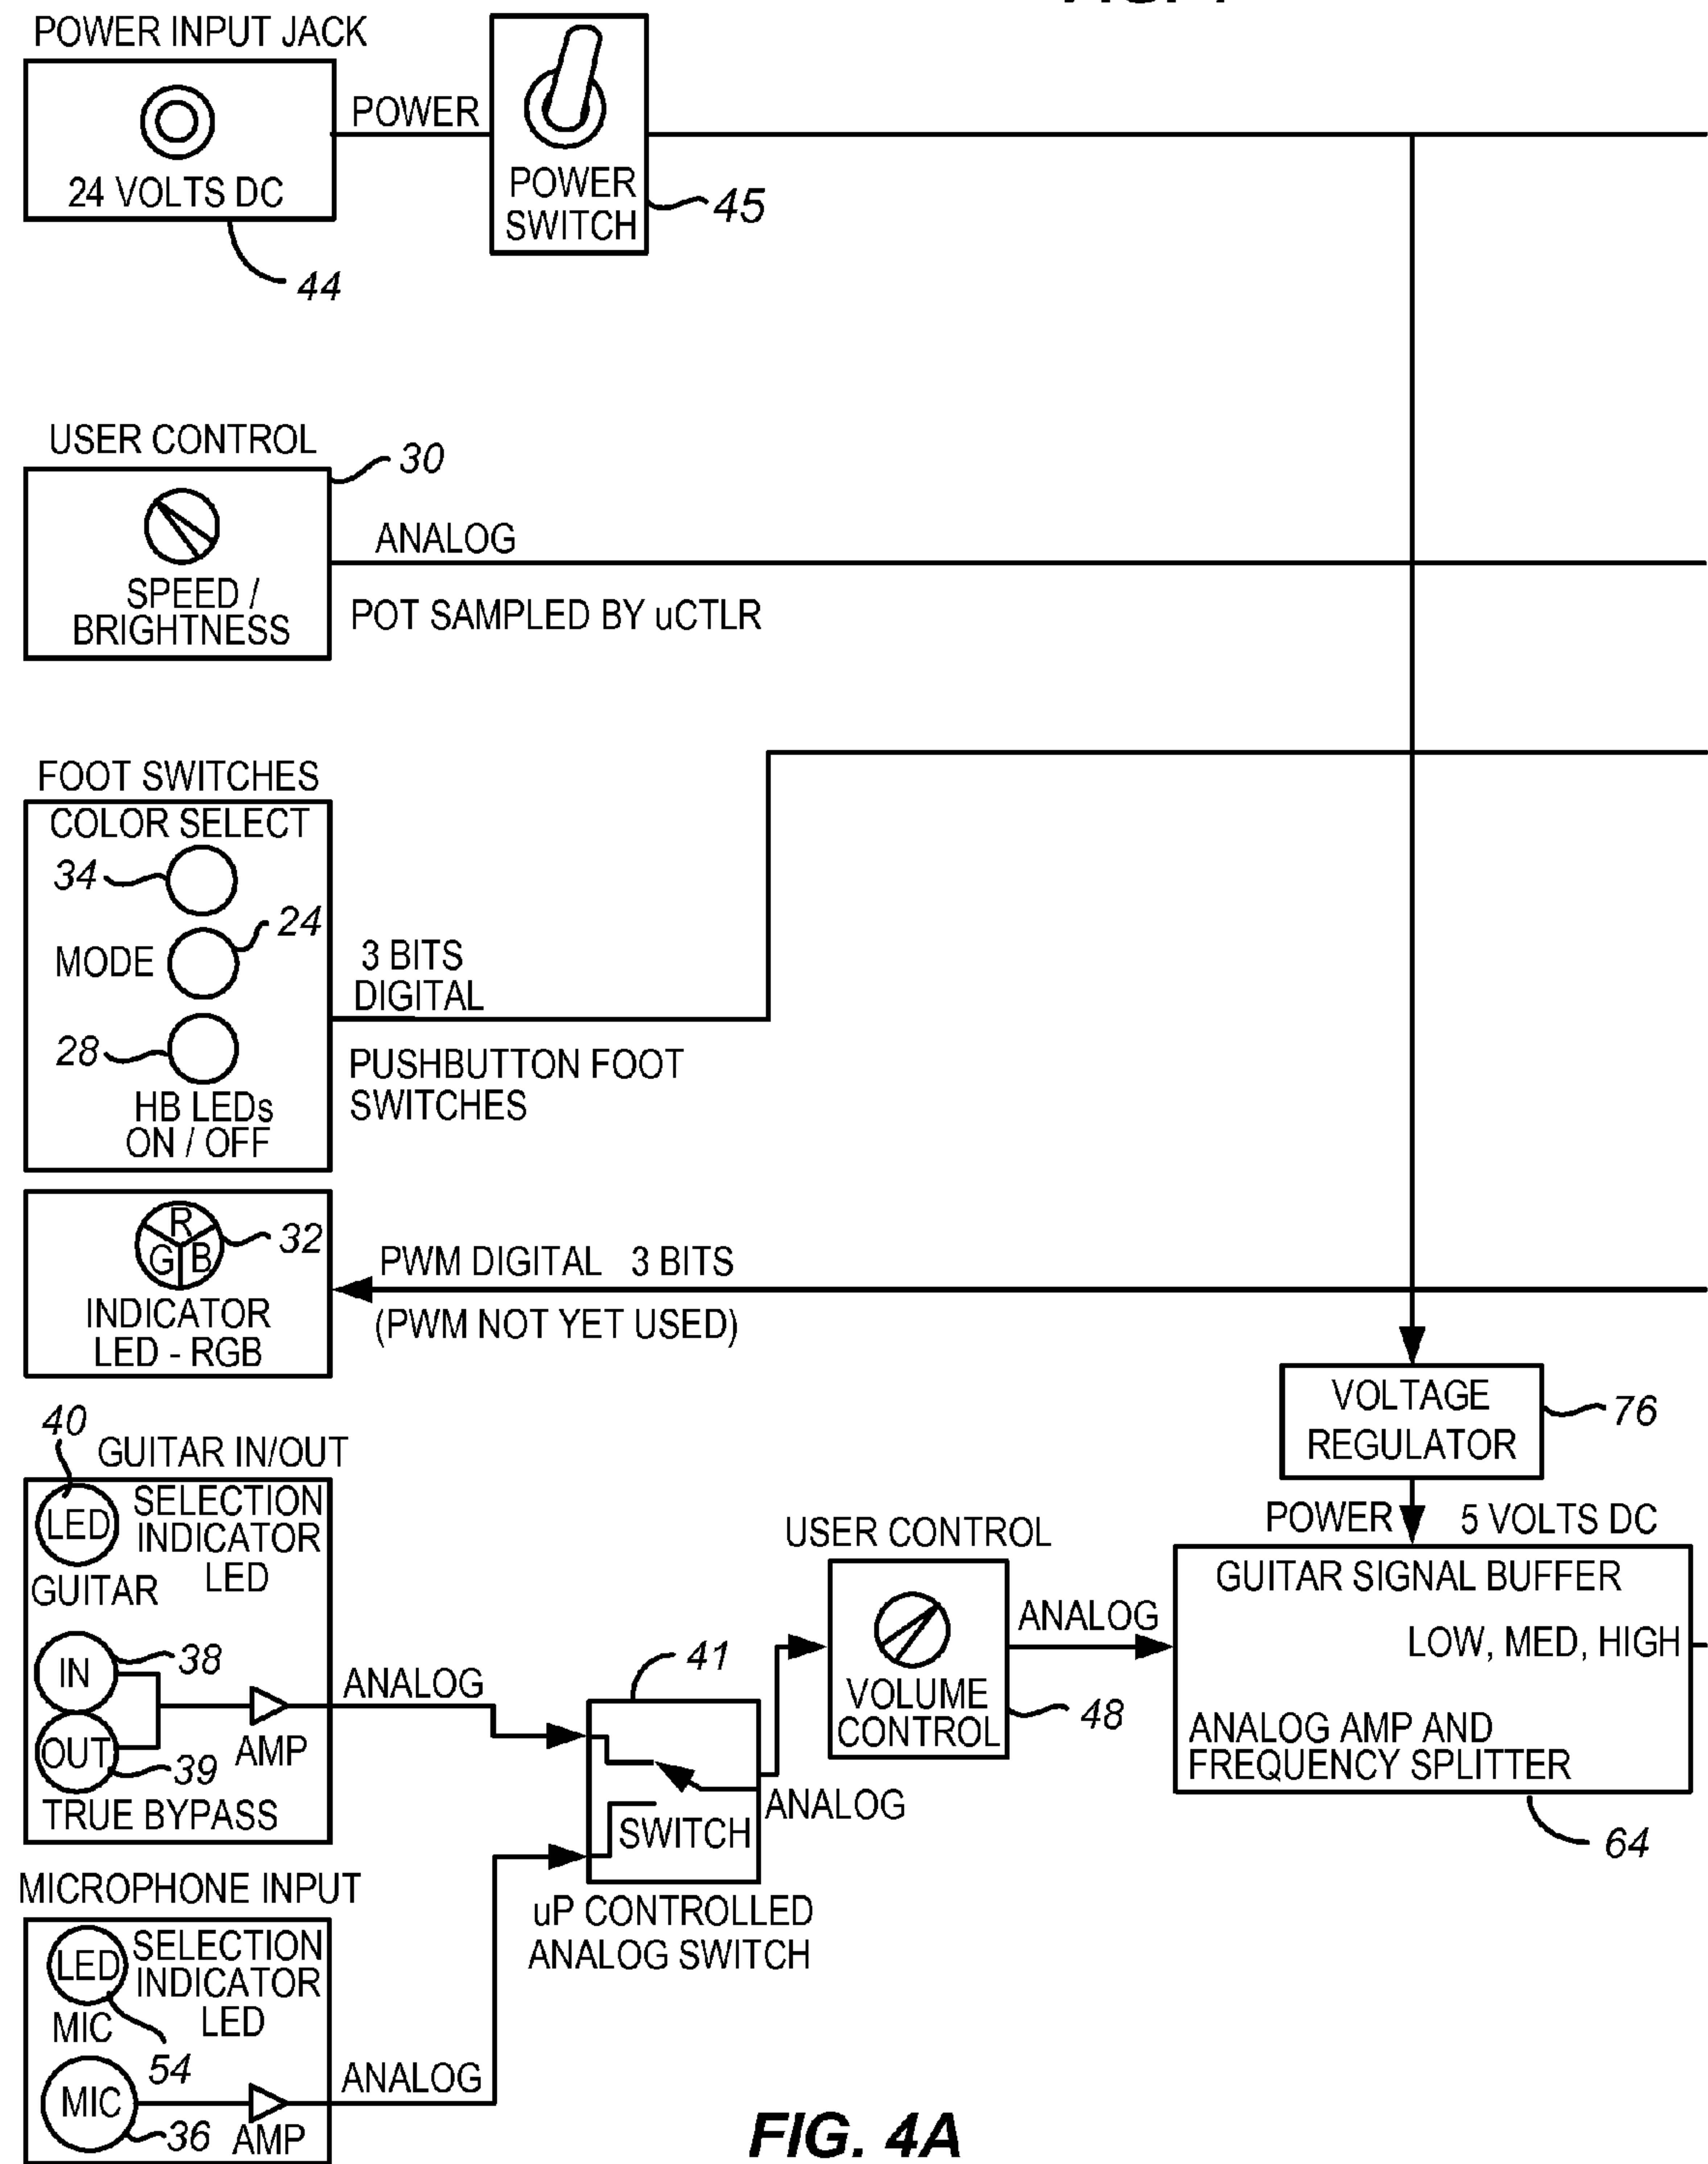 POWER INPUT JACK
24 VOLTS DC
44
POWER
POWER
SWITCH
45
USER CONTROL
30
SPEED /
BRIGHTNESS
ANALOG
POT SAMPLED BY uCTLR
FOOT SWITCHES
COLOR SELECT
34
24
MODE
28
HB LEDs
ON / OFF
3 BITS
DIGITAL
PUSHBUTTON FOOT
SWITCHES
R
G B
32
INDICATOR
LED - RGB
PWM DIGITAL 3 BITS
(PWM NOT YET USED)
VOLTAGE
REGULATOR
76
POWER 5 VOLTS DC
40
GUITAR IN/OUT
LED
SELECTION
INDICATOR
LED
GUITAR
IN
38
OUT
39
AMP
TRUE BYPASS
ANALOG
41
SWITCH
ANALOG
uP CONTROLLED
ANALOG SWITCH
USER CONTROL
VOLUME
CONTROL
48
ANALOG
GUITAR SIGNAL BUFFER
LOW, MED, HIGH
ANALOG AMP AND
FREQUENCY SPLITTER
64
MICROPHONE INPUT
LED
SELECTION
INDICATOR
LED
MIC
54
MIC
36
AMP
ANALOG
FIG. 4A